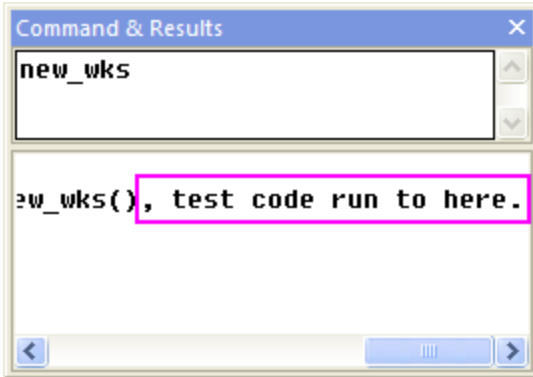 Command & Results
new_wks
ew_wks(), test code run to here.